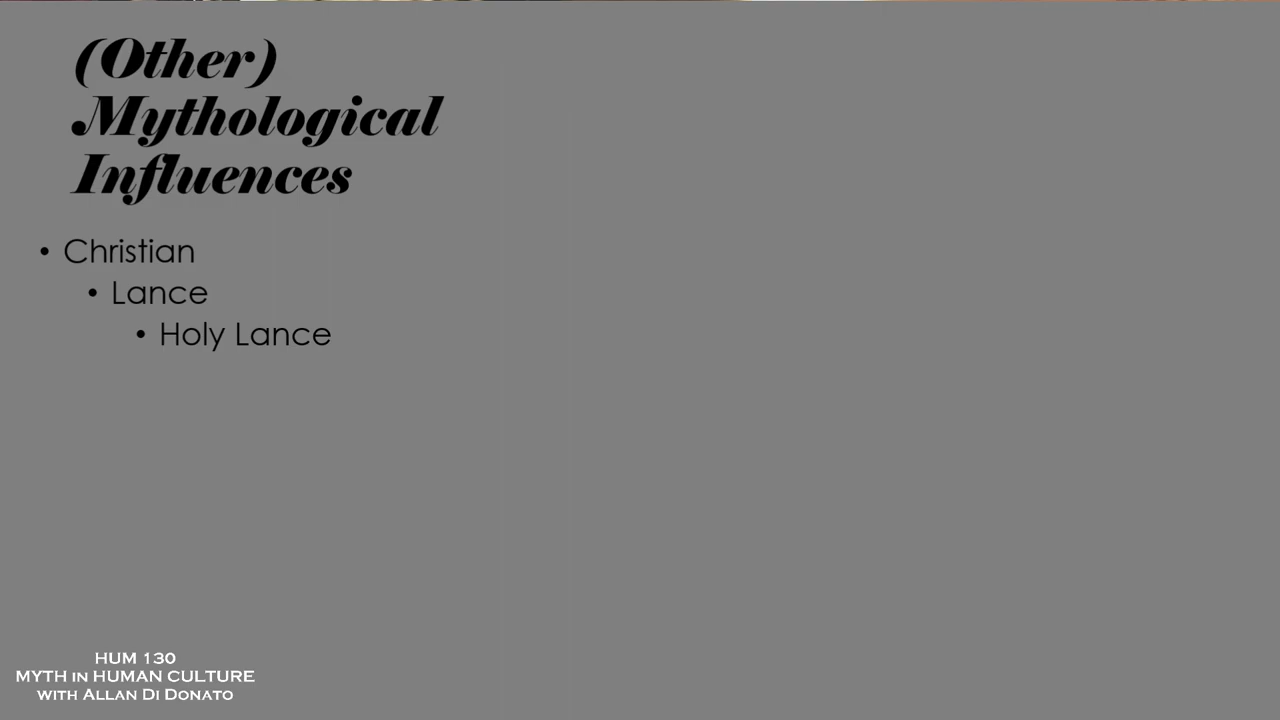 (Other)
Mythological
Influences
• Christian
• Lance
• Holy Lance
HUM 130
MYTH IN HUMAN CULTURE
WITH ALLAN DI DONATO